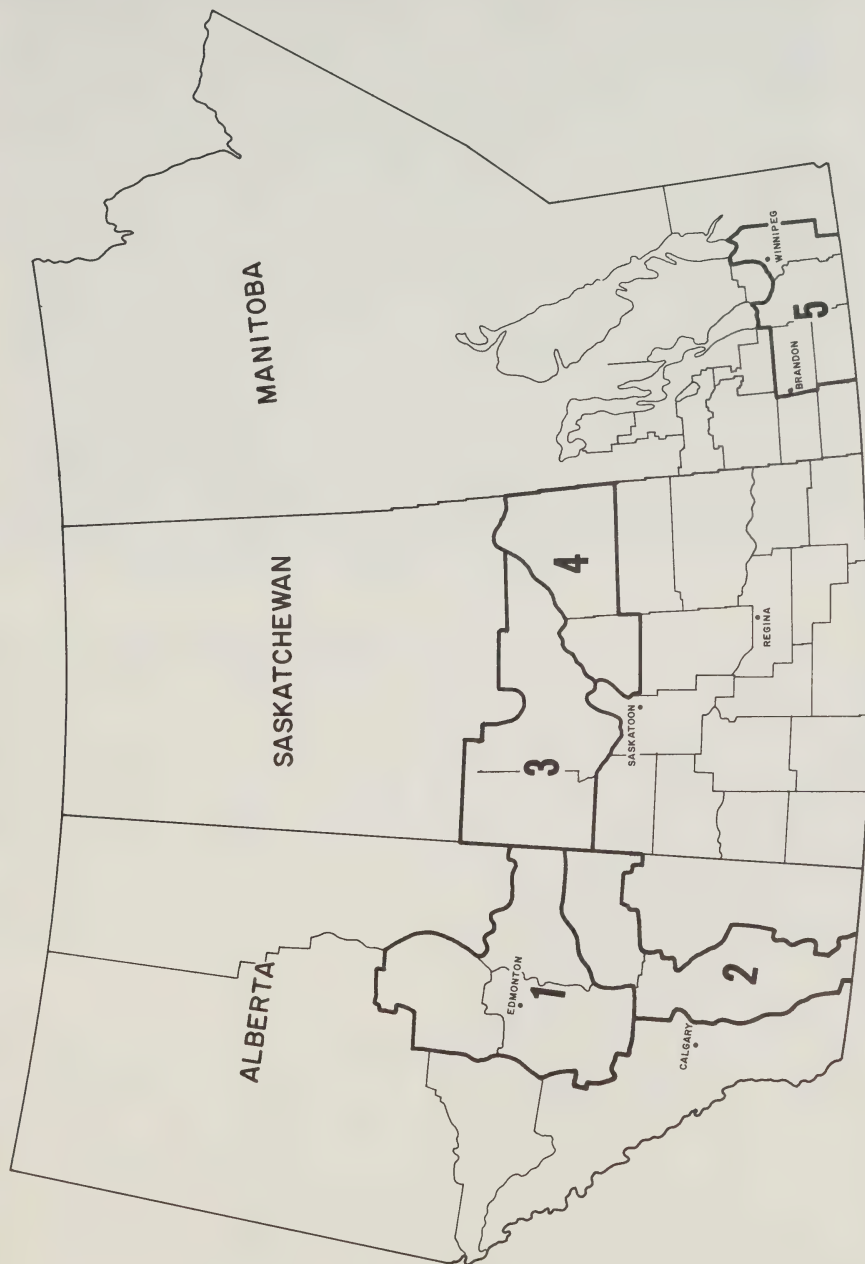 ALBERTA
SASKATCHEWAN
MANITOBA
1
2
3
4
5
EDMONTON
CALGARY
SASKATOON
REGINA
BRANDON
WINNIPEG